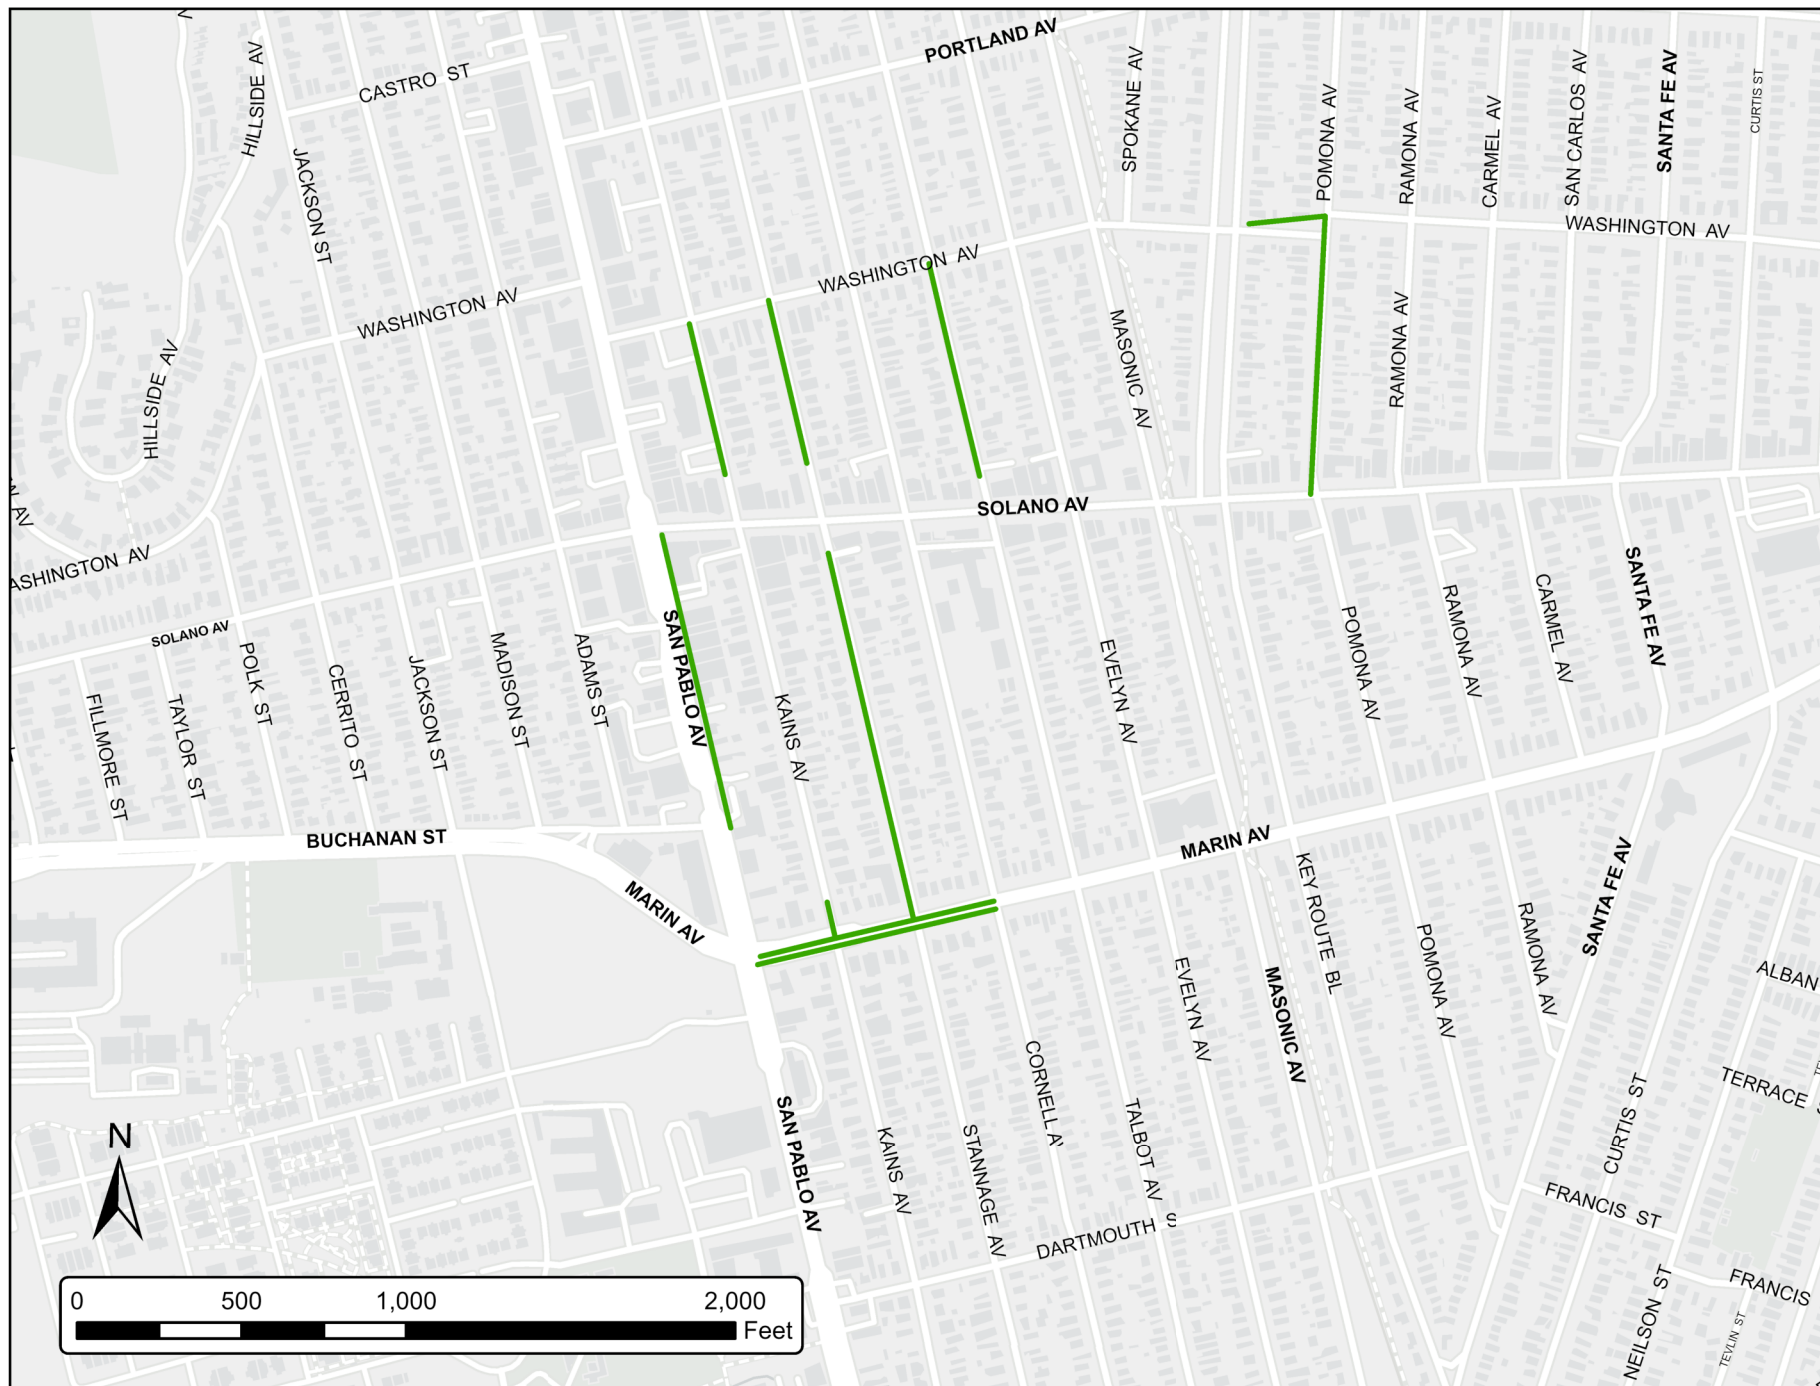 PORTLAND AV
HILLSIDE AV
CASTRO ST
SPOKANE AV
POMONA AV
RAMONA AV
CARMEL AV
SAN CARLOS AV
SANTA FE AV
CURTIS ST
JACKSON ST
WASHINGTON AV
WASHINGTON AV
WASHINGTON AV
MASONIC AV
RAMONA AV
HILLSIDE AV
SOLANO AV
ASHINGTON AV
SOLANO AV
POLK ST
FILLMORE ST
TAYLOR ST
CERRITO ST
JACKSON ST
MADISON ST
ADAMS ST
SAN PABLO AV
KAINS AV
EVELYN AV
POMONA AV
RAMONA AV
CARMEL AV
SANTA FE AV
BUCHANAN ST
MARIN AV
MARIN AV
KEY ROUTE BL
POMONA AV
RAMONA AV
SANTA FE AV
ALBAN
EVELYN AV
MASONIC AV
CORNELL A
TALBOT AV
TERRACE
CURTIS ST
N
SAN PABLO AV
KAINS AV
STANNAGE AV
DARTMOUTH S
FRANCIS ST
FRANCIS
NEILSON ST
TEVLIN ST
0 500 1,000 2,000
Feet